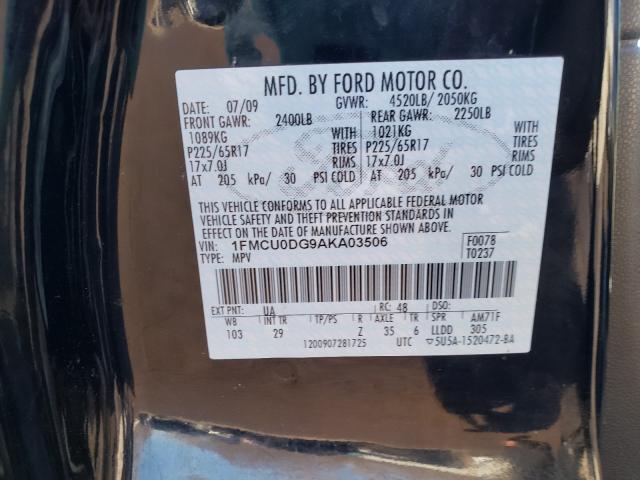 MFD. BY FORD MOTOR CO.
DATE: 07/09 GVWR: 4520LB/ 2050KG
FRONT GAWR: 2400LB REAR GAWR: 2250LB
1089KG WITH 1021KG WITH
P225/65R17 TIRES P225/65R17 TIRES
17x7.0J RIMS 17x7.0J RIMS
AT 205 kPa/ 30 PSI COLD AT 205 kPa/ 30 PSI COLD
THIS VEHICLE CONFORMS TO ALL APPLICABLE FEDERAL MOTOR
VEHICLE SAFETY AND THEFT PREVENTION STANDARDS IN
EFFECT ON THE DATE OF MANUFACTURE SHOWN ABOVE.
VIN: 1FMCU0DG9AKA03506 F0078
TYPE: MPV T0237
EXT PNT: UA RC: 48 DSO:
WB INT TR TP/PS R AXLE TR SPR AM71F
103 29 Z 35 6 LLDD 305
1200907281725 UTC ▽5U5A-1520472-BA
Ford